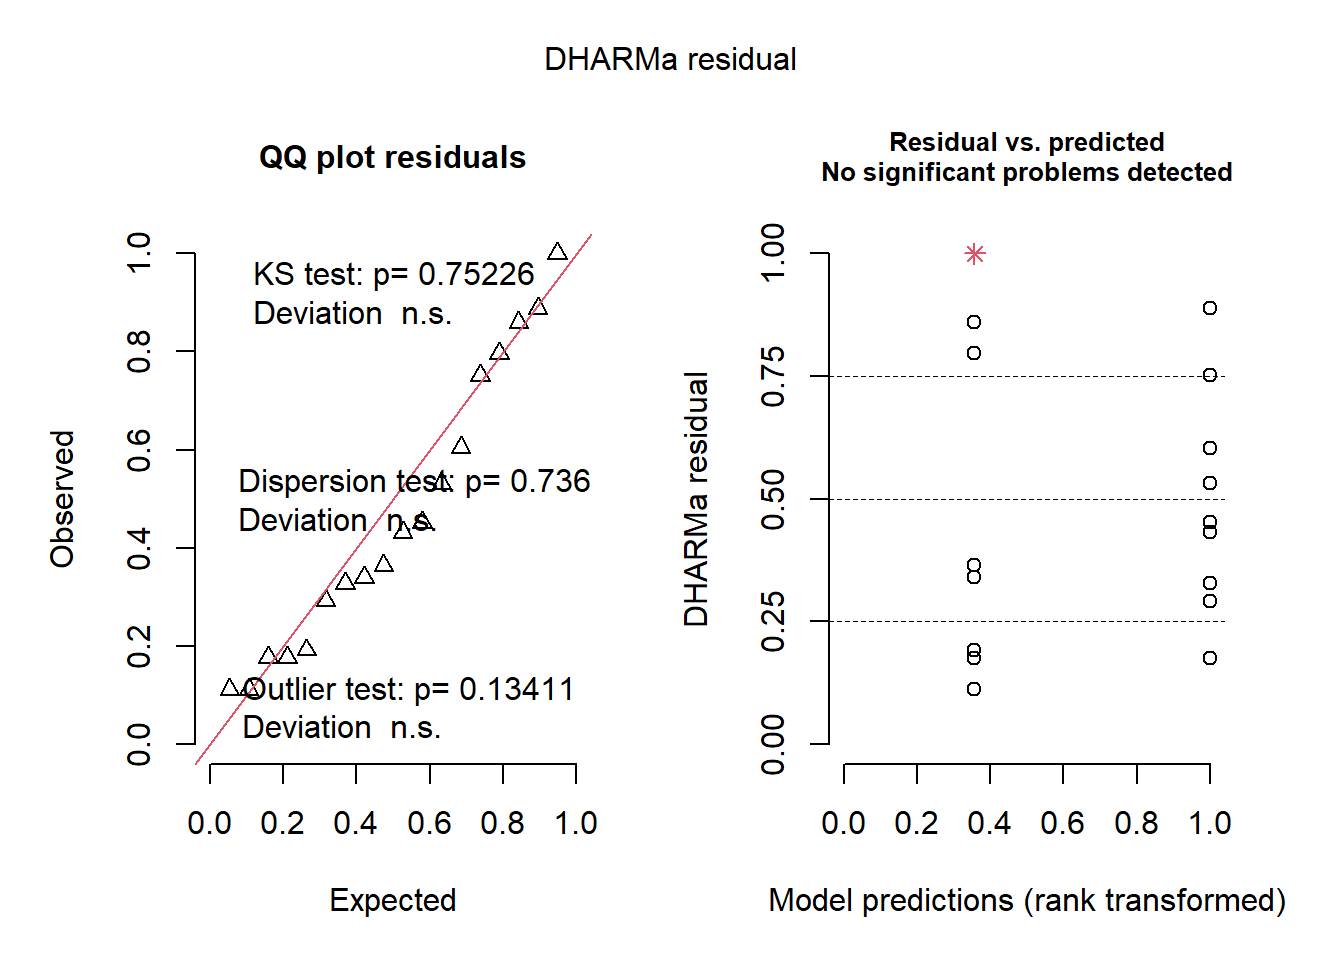 DHARMa residual
QQ plot residuals
KS test: p= 0.75226
Deviation  n.s.
Dispersion test: p= 0.736
Deviation  n.s.
Outlier test: p= 0.13411
Deviation  n.s.
Observed
0.0
0.2
0.4
0.6
0.8
1.0
0.0 0.2 0.4 0.6 0.8 1.0
Expected
Residual vs. predicted
No significant problems detected
DHARMa residual
0.00
0.25
0.50
0.75
1.00
0.0 0.2 0.4 0.6 0.8 1.0
Model predictions (rank transformed)